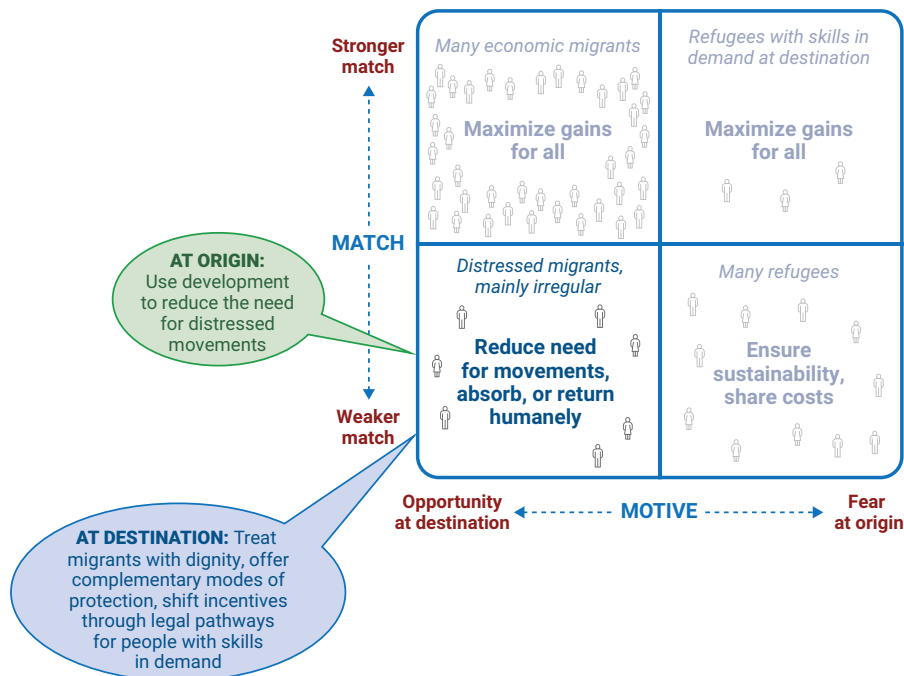 Stronger
match
Many economic migrants
Maximize gains
for all
Refugees with skills in
demand at destination
Maximize gains
for all
MATCH
AT ORIGIN:
Use development
to reduce the need
for distressed
movements
Distressed migrants,
mainly irregular
Reduce need
for movements,
absorb, or return
humanely
Many refugees
Ensure
sustainability,
share costs
Weaker
match
Opportunity
at destination
MOTIVE
Fear
at origin
AT DESTINATION: Treat
migrants with dignity, offer
complementary modes of
protection, shift incentives
through legal pathways
for people with skills
in demand